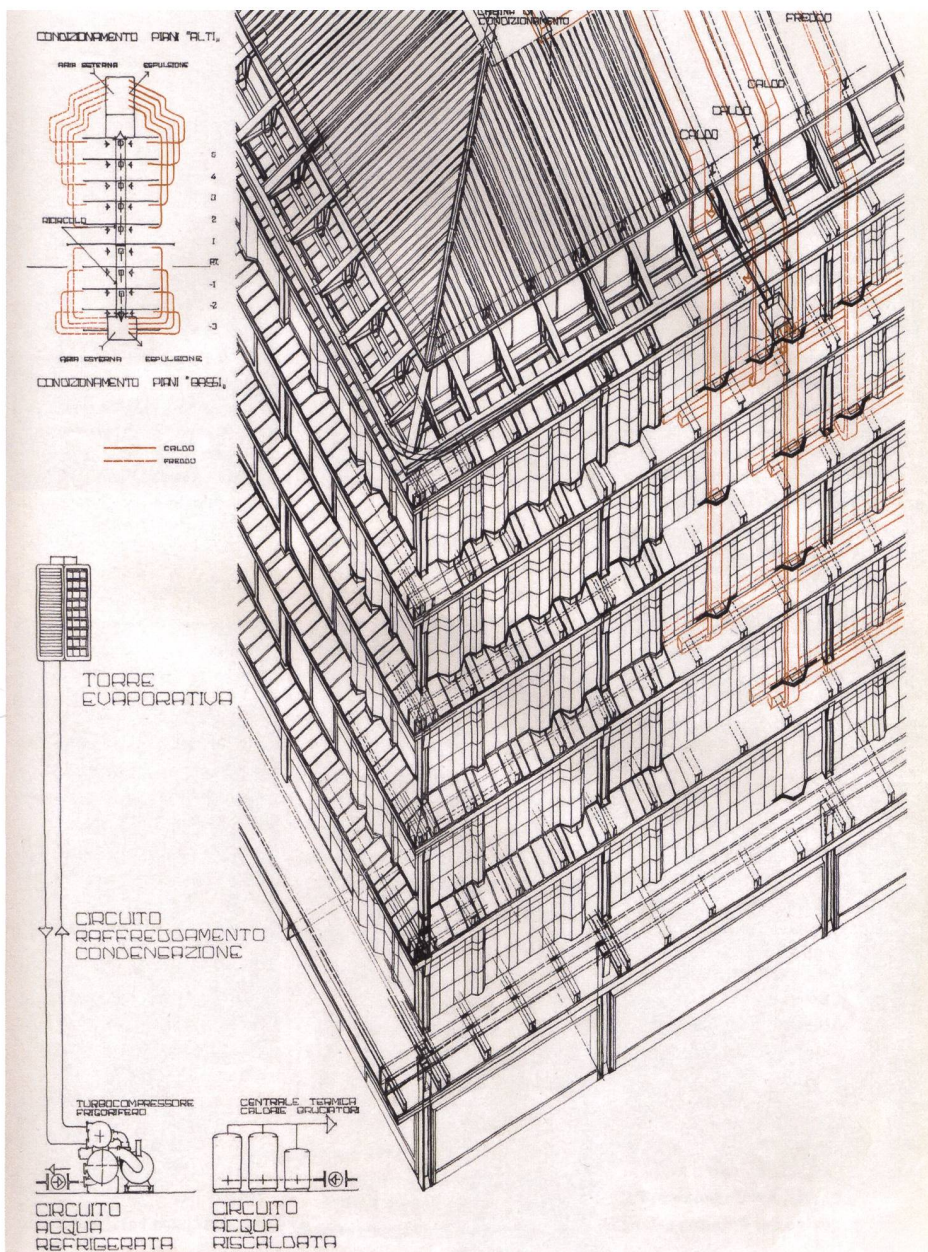 CONDIZIONAMENTO PIANI "ALTI"
ARIA ESTERNA ESPULSIONE
5
4
3
2
1
RICIRCOLO
PT
-1
-2
-3
ARIA ESTERNA ESPULSIONE
CONDIZIONAMENTO PIANI "BASSI"
CALDO
FREDDO
CONDIZIONAMENTO
FREDDO
CALDO
CALDO
CALDO
TORRE
EVAPORATIVA
CIRCUITO
RAFFREDDAMENTO
CONDENSAZIONE
TURBOCOMPRESSORE
FRIGORIFERO
CENTRALE TERMICA
CALDAIE BRUCIATORI
CIRCUITO
ACQUA
REFRIGERATA
CIRCUITO
ACQUA
RISCALDATA